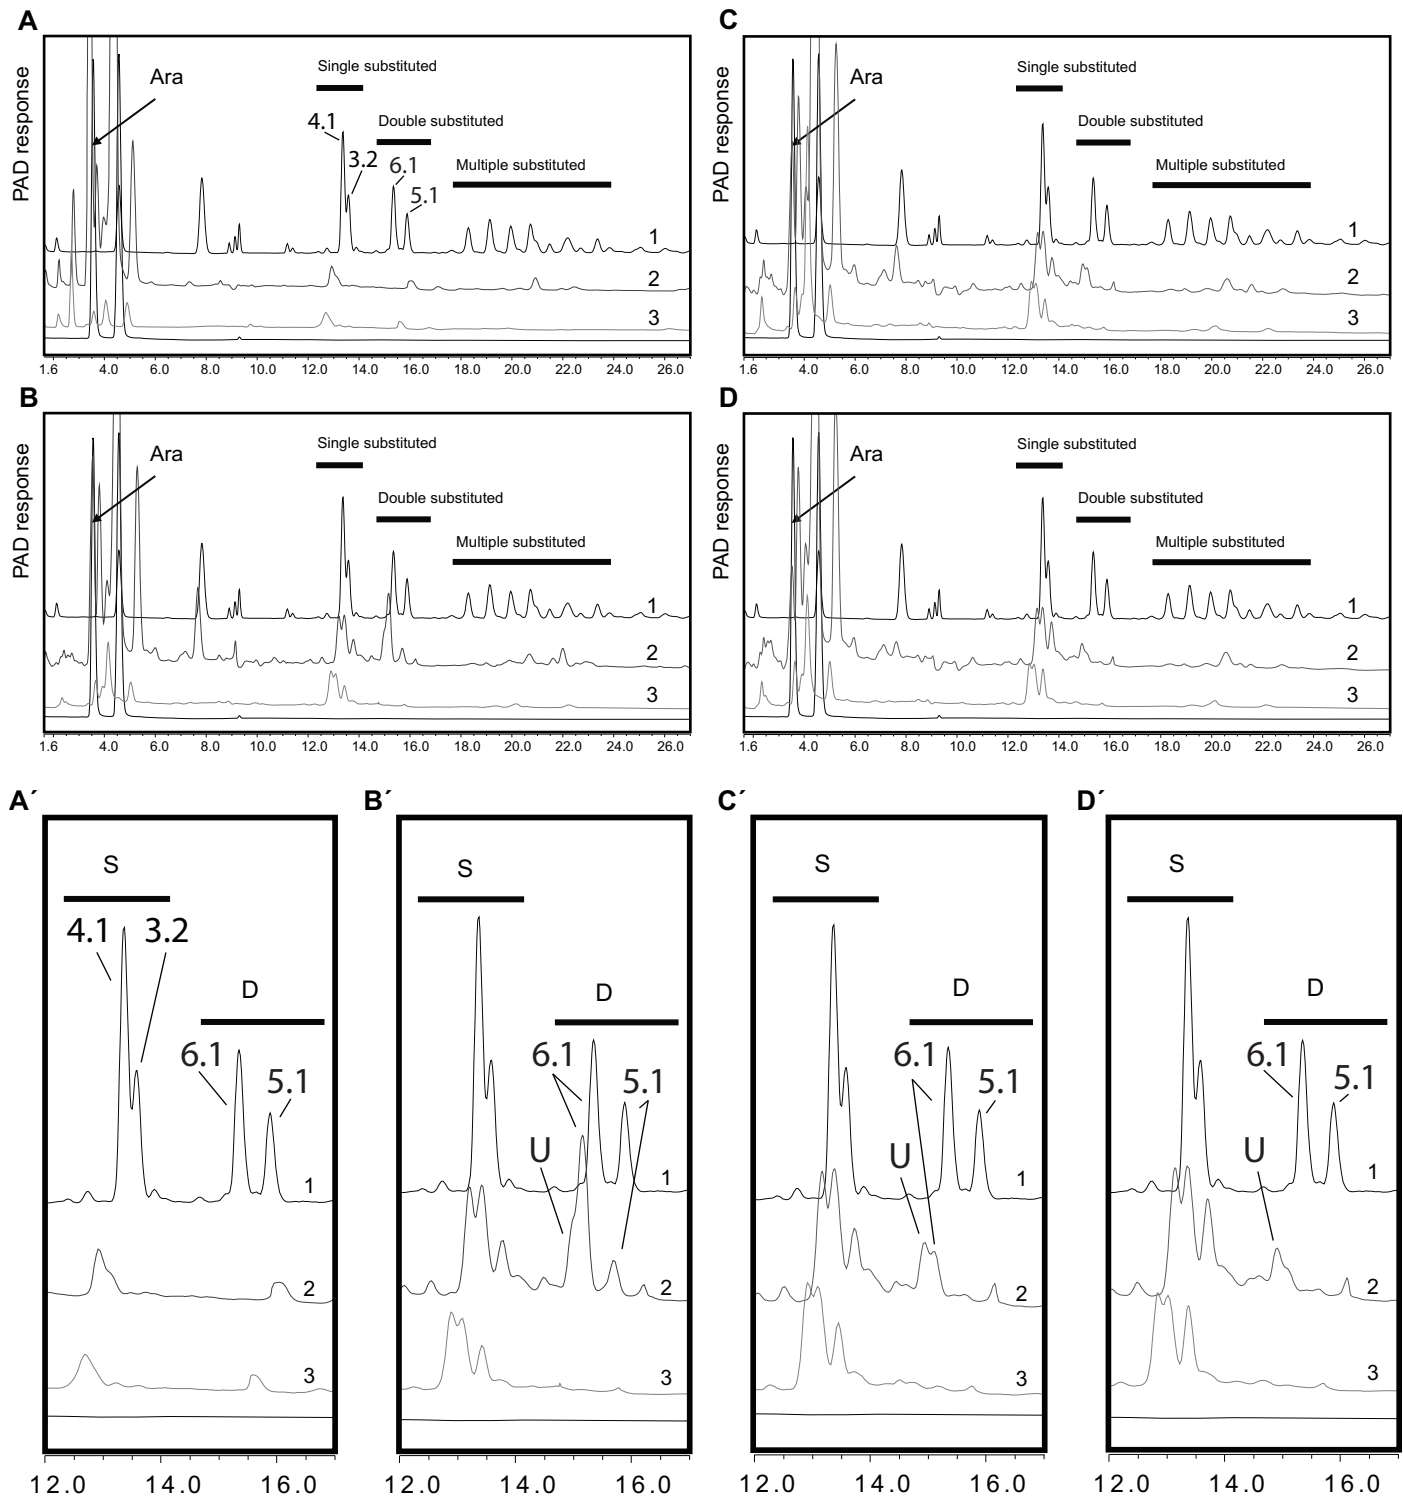 A
PAD response
Ara
Single substituted
Double substituted
Multiple substituted
4.1
3.2
6.1
5.1
1
2
3
1.6 4.0 6.0 8.0 10.0 12.0 14.0 16.0 18.0 20.0 22.0 24.0 26.0
C
PAD response
Ara
Single substituted
Double substituted
Multiple substituted
1
2
3
1.6 4.0 6.0 8.0 10.0 12.0 14.0 16.0 18.0 20.0 22.0 24.0 26.0
B
PAD response
Ara
Single substituted
Double substituted
Multiple substituted
1
2
3
1.6 4.0 6.0 8.0 10.0 12.0 14.0 16.0 18.0 20.0 22.0 24.0 26.0
D
PAD response
Ara
Single substituted
Double substituted
Multiple substituted
1
2
3
1.6 4.0 6.0 8.0 10.0 12.0 14.0 16.0 18.0 20.0 22.0 24.0 26.0
A´
S
4.1 3.2
D
6.1
5.1
1
2
3
12.0 14.0 16.0
B´
S
D
6.1
5.1
U
1
2
3
12.0 14.0 16.0
C´
S
D
6.1
5.1
U
1
2
3
12.0 14.0 16.0
D´
S
D
6.1
5.1
U
1
2
3
12.0 14.0 16.0